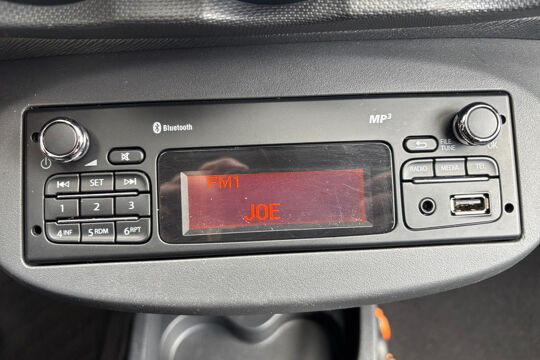 Bluetooth
MP3
OK
FILE
TUNE
SET
RADIO
MEDIA
TEL
1
2
3
4 INF
5 RDM
6 RPT
FM1
JOE